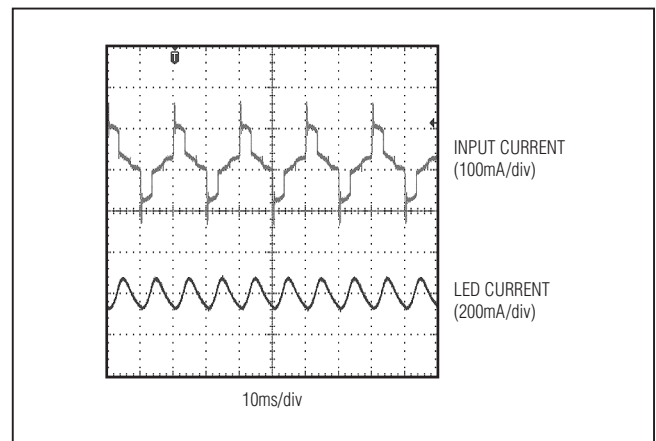 T
INPUT CURRENT
(100mA/div)
LED CURRENT
(200mA/div)
10ms/div